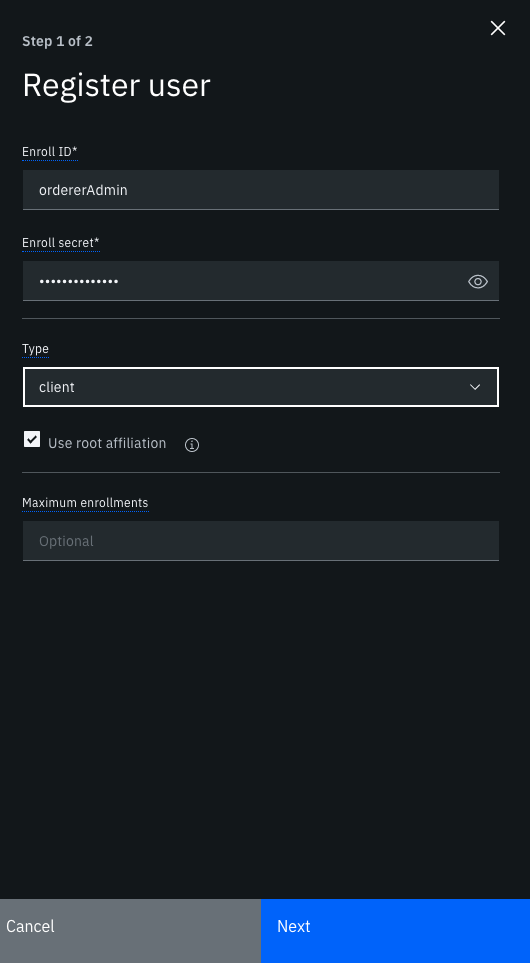 Step 1 of 2
Register user
Enroll ID*
ordererAdmin
Enroll secret*
••••••••••••••
Type
client
Use root affiliation
Maximum enrollments
Optional
Cancel
Next